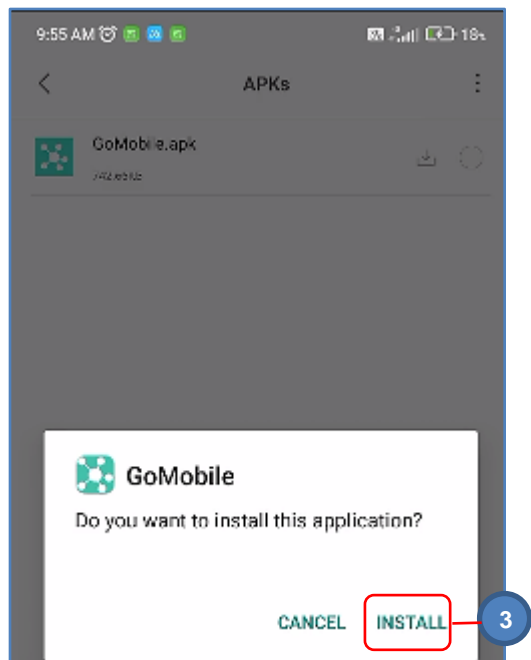 9:55 AM 18%
APKs
GoMobile.apk
GoMobile
Do you want to install this application?
CANCEL INSTALL
3